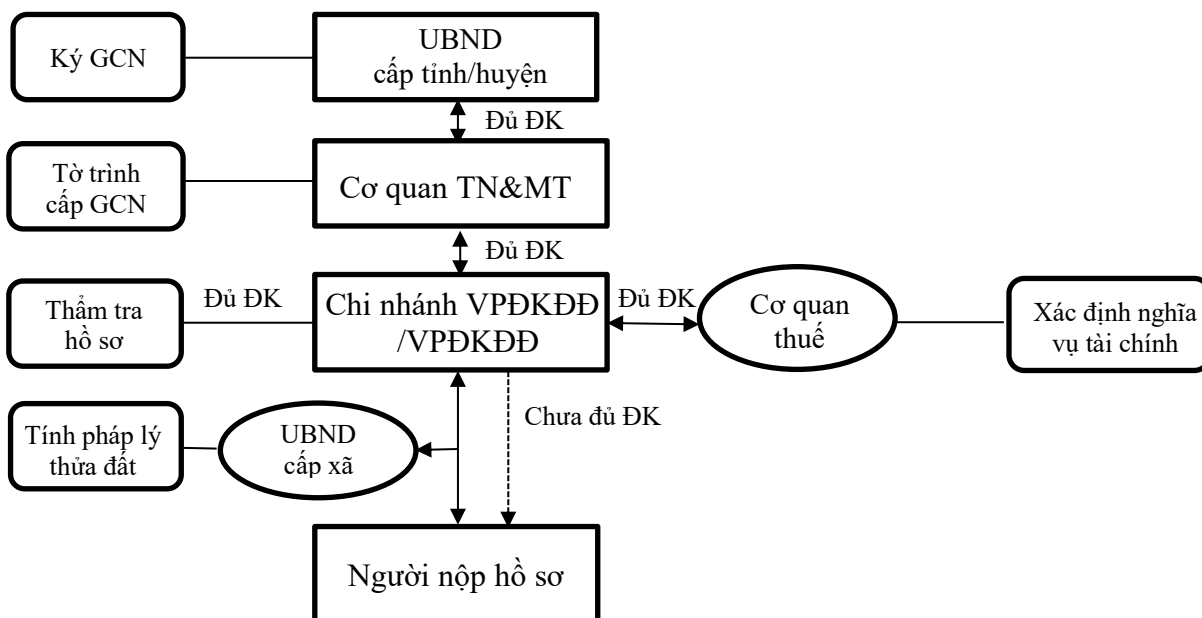 Ký GCN
UBND
cấp tỉnh/huyện
Đủ ĐK
Tờ trình
cấp GCN
Cơ quan TN&MT
Đủ ĐK
Thẩm tra
hồ sơ
Đủ ĐK
Chi nhánh VPĐKĐĐ
/VPĐKĐĐ
Đủ ĐK
Cơ quan
thuế
Xác định nghĩa
vụ tài chính
Chưa đủ ĐK
Tính pháp lý
thửa đất
UBND
cấp xã
Người nộp hồ sơ